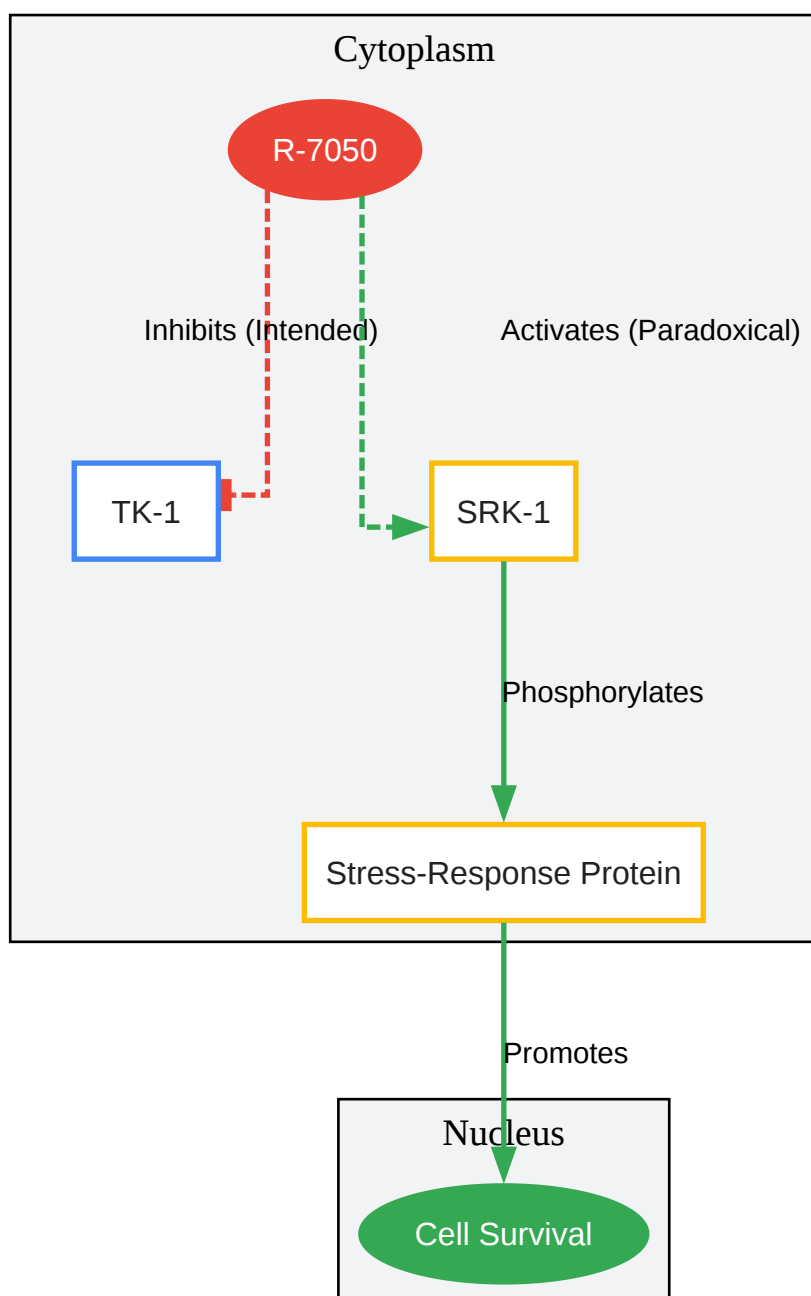 Cytoplasm
R-7050
Inhibits (Intended)
Activates (Paradoxical)
TK-1
SRK-1
Phosphorylates
Stress-Response Protein
Promotes
Nucleus
Cell Survival